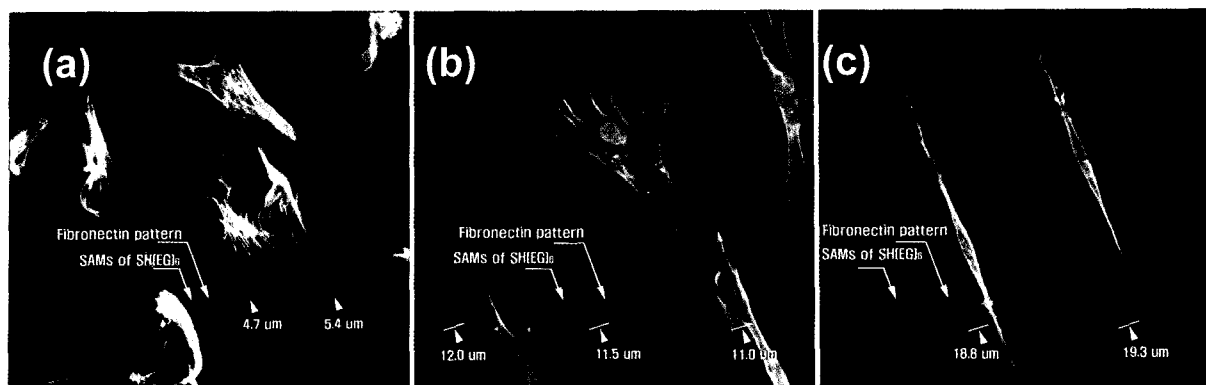 (a)
Fibronectin pattern
SAMs of SH(EG)₆
4.7 um
5.4 um
(b)
Fibronectin pattern
SAMs of SH(EG)₆
12.0 um
11.5 um
11.0 um
(c)
Fibronectin pattern
SAMs of SH(EG)₆
18.8 um
19.3 um